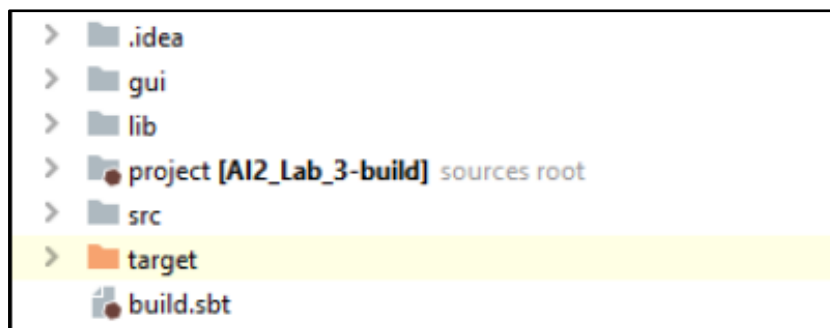 .idea
gui
lib
project [AI2_Lab_3-build] sources root
src
target
build.sbt